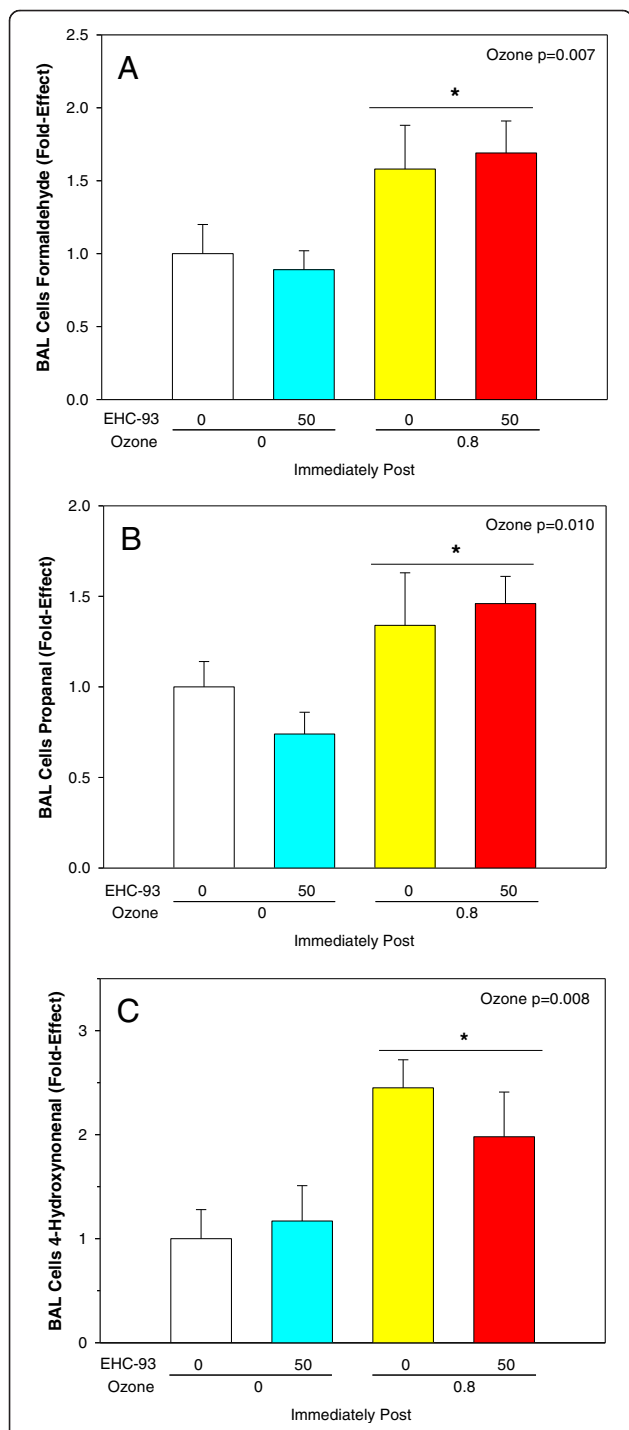 A
Ozone p=0.007
*
BAL Cells Formaldehyde (Fold-Effect)
2.5
2.0
1.5
1.0
0.5
0.0
EHC-93 0 50 0 50
Ozone 0 0.8
Immediately Post
B
Ozone p=0.010
*
BAL Cells Propanal (Fold-Effect)
2.0
1.5
1.0
0.5
0.0
EHC-93 0 50 0 50
Ozone 0 0.8
Immediately Post
C
Ozone p=0.008
*
BAL Cells 4-Hydroxynonenal (Fold-Effect)
3
2
1
0
EHC-93 0 50 0 50
Ozone 0 0.8
Immediately Post